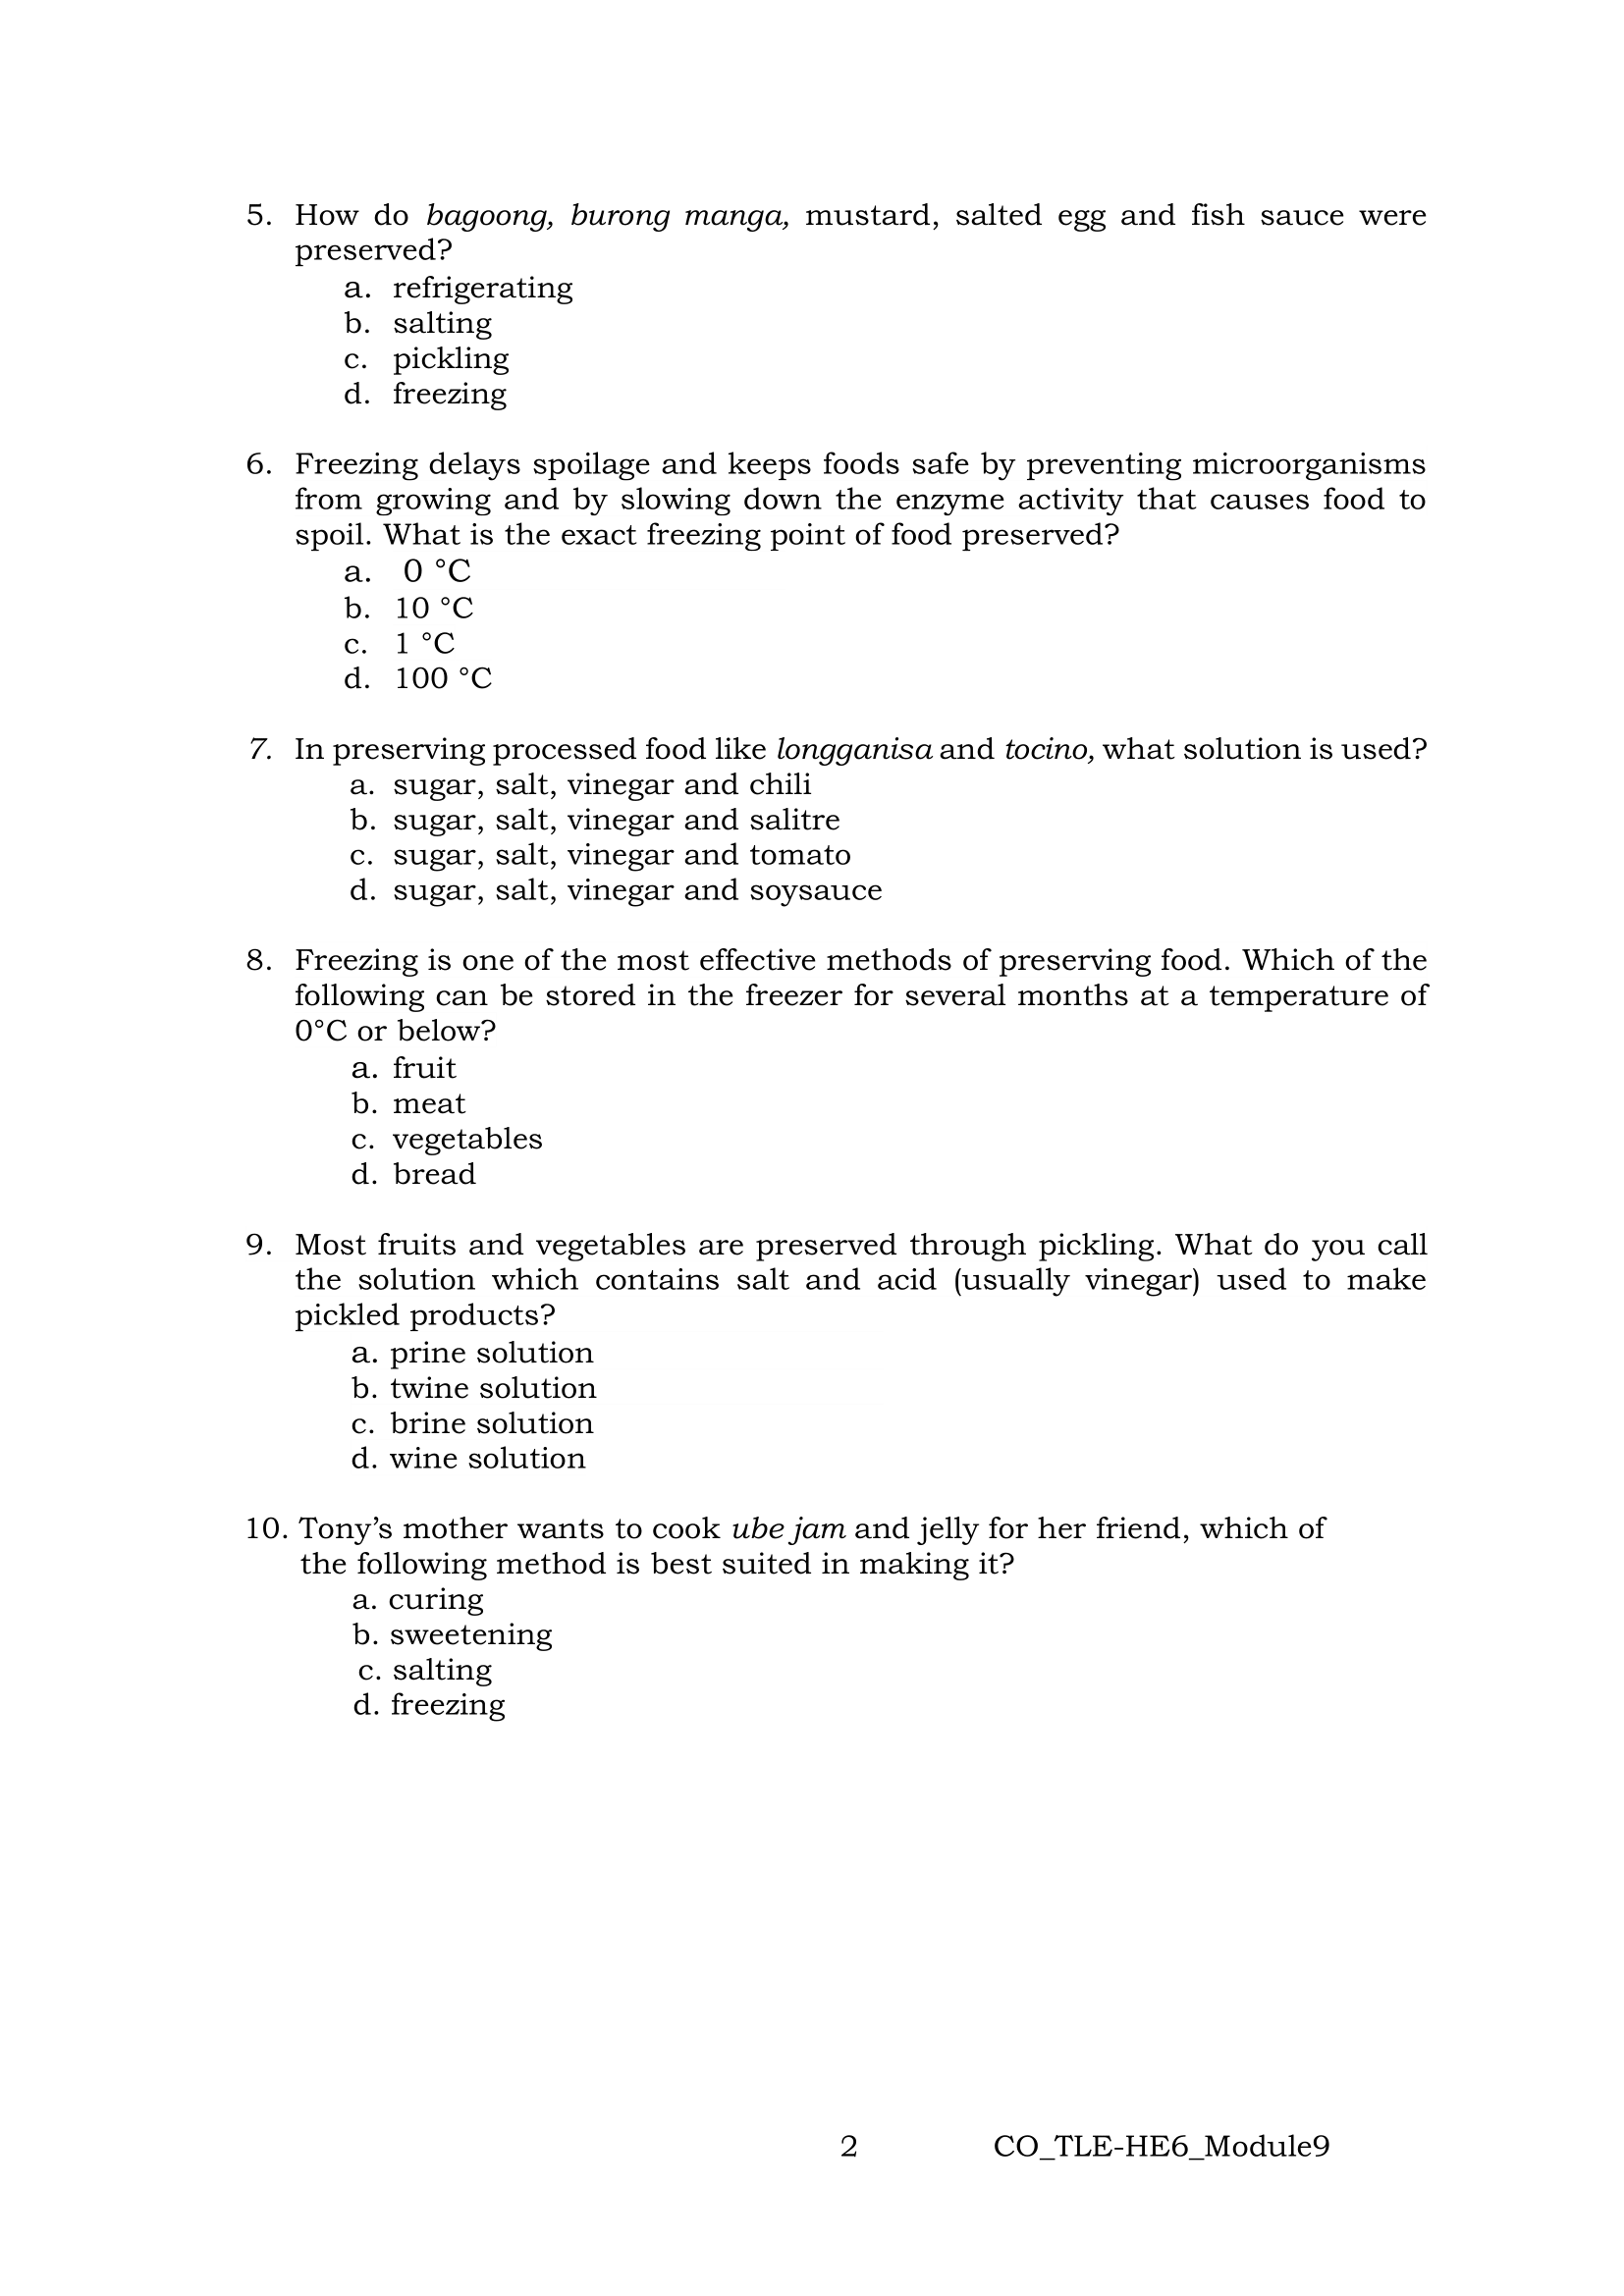 5. How do bagoong, burong manga, mustard, salted egg and fish sauce were
preserved?
a. refrigerating
b. salting
c. pickling
d. freezing
6. Freezing delays spoilage and keeps foods safe by preventing microorganisms
from growing and by slowing down the enzyme activity that causes food to
spoil. What is the exact freezing point of food preserved?
a. 0 °C
b. 10 °C
c. 1 °C
d. 100 °C
7. In preserving processed food like longganisa and tocino, what solution is used?
a. sugar, salt, vinegar and chili
b. sugar, salt, vinegar and salitre
c. sugar, salt, vinegar and tomato
d. sugar, salt, vinegar and soysauce
8. Freezing is one of the most effective methods of preserving food. Which of the
following can be stored in the freezer for several months at a temperature of
0°C or below?
a. fruit
b. meat
c. vegetables
d. bread
9. Most fruits and vegetables are preserved through pickling. What do you call
the solution which contains salt and acid (usually vinegar) used to make
pickled products?
a. prine solution
b. twine solution
c. brine solution
d. wine solution
10. Tony’s mother wants to cook ube jam and jelly for her friend, which of
the following method is best suited in making it?
a. curing
b. sweetening
c. salting
d. freezing
2 CO_TLE-HE6_Module9